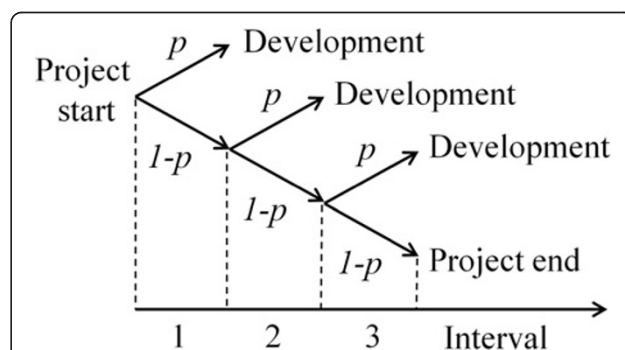 p
Development
Project
start
p
Development
1-p
p
Development
1-p
1-p
Project end
1
2
3
Interval